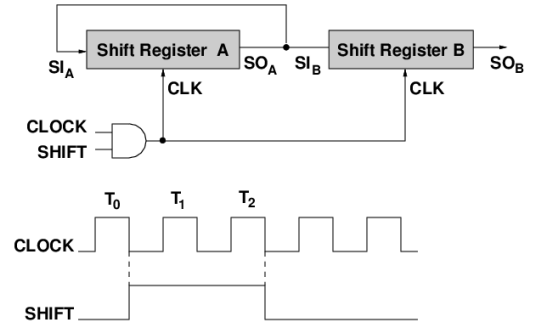 Shift Register A
Shift Register B
SI_A
SO_A
SI_B
SO_B
CLK
CLK
CLOCK
SHIFT
T_0
T_1
T_2
CLOCK
SHIFT